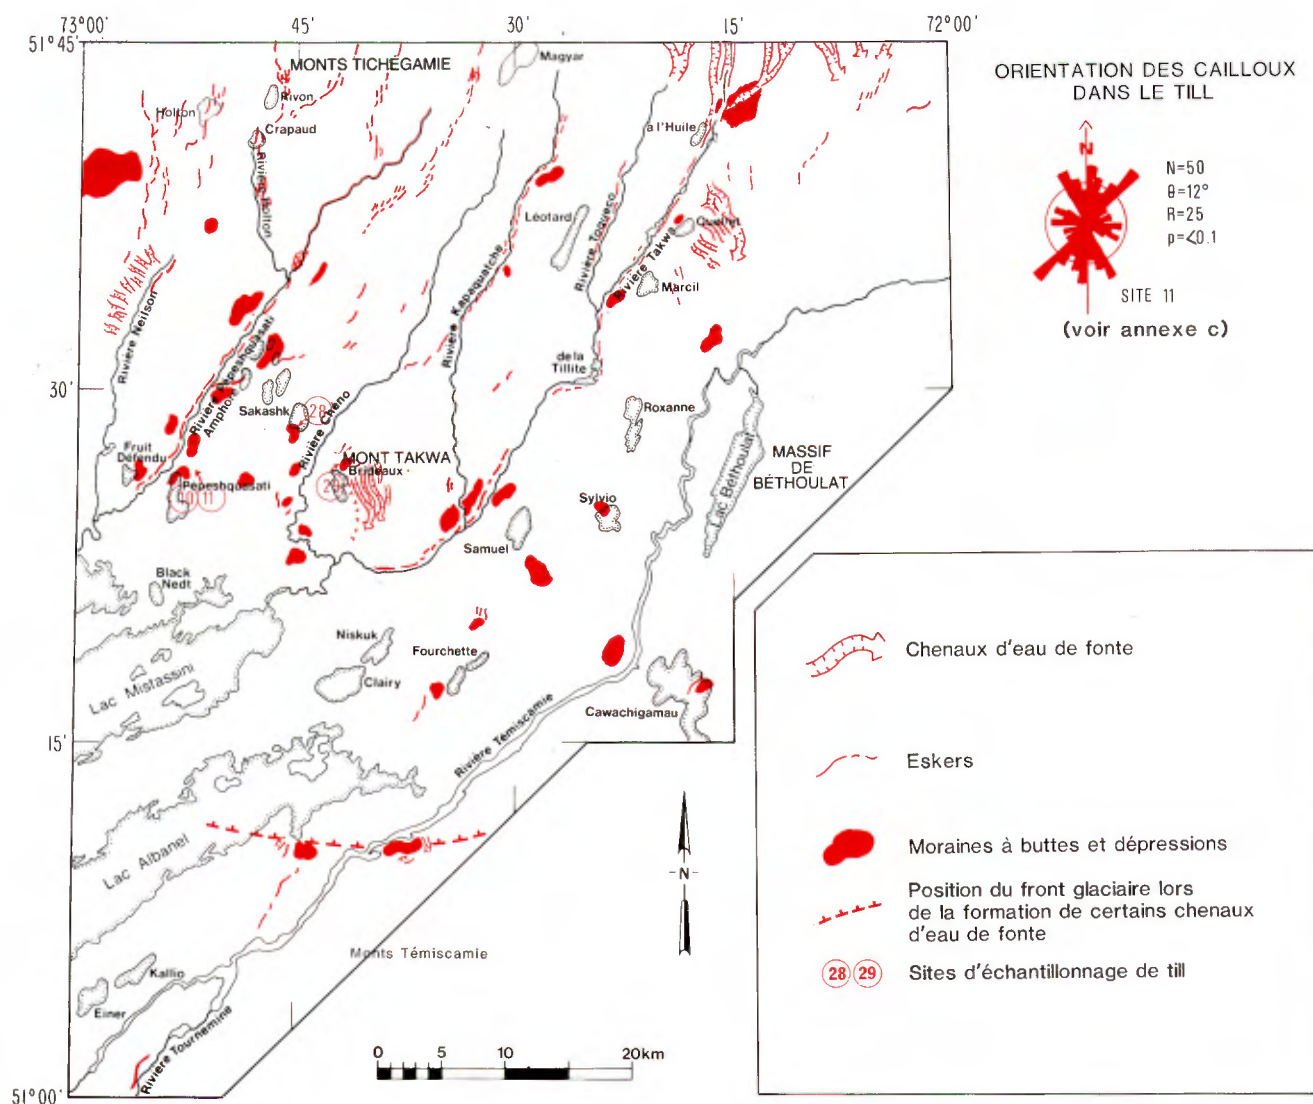 73°00'
45'
30'
15'
72°00'
51°45'
MONTS TICHEGAMIE
Magyar
Holton
Rivon
Crapaud
à l'Huile
Rivière Holton
Léotard
Rivière Toqueco
Rivière Takwa
Ouellet
Marcil
Rivière Neilson
Rivière Kapaquatche
Rivière Pepeshquasati
de la
Tillite
30'
Amphore
Sakashk
28
Rivière Chéno
Roxanne
Fruit
Défendu
MONT TAKWA
Brideaux
29
MASSIF
DE
BÉTHOULAT
Lac Béthoulat
Pepeshquesati
10 11
Sylvio
Samuel
Black
Nedt
Niskuk
Fourchette
Clairy
Lac Mistassini
Cawachigamau
Rivière Témiscamie
15'
Lac Albanel
-N-
Monts Témiscamie
Kallio
Einer
Rivière Tournemine
51°00'
0 5 10 20km
ORIENTATION DES CAILLOUX
DANS LE TILL
N
N=50
θ=12°
R=25
p=<0.1
SITE 11
(voir annexe c)
Chenaux d'eau de fonte
Eskers
Moraines à buttes et dépressions
Position du front glaciaire lors
de la formation de certains chenaux
d'eau de fonte
28 29 Sites d'échantillonnage de till